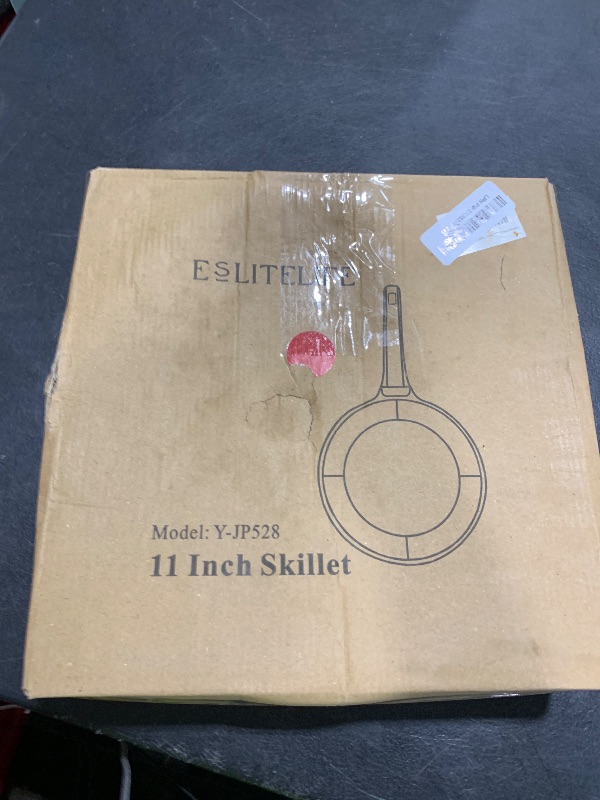 ESLITELIFE
Model: Y-JP528
11 Inch Skillet